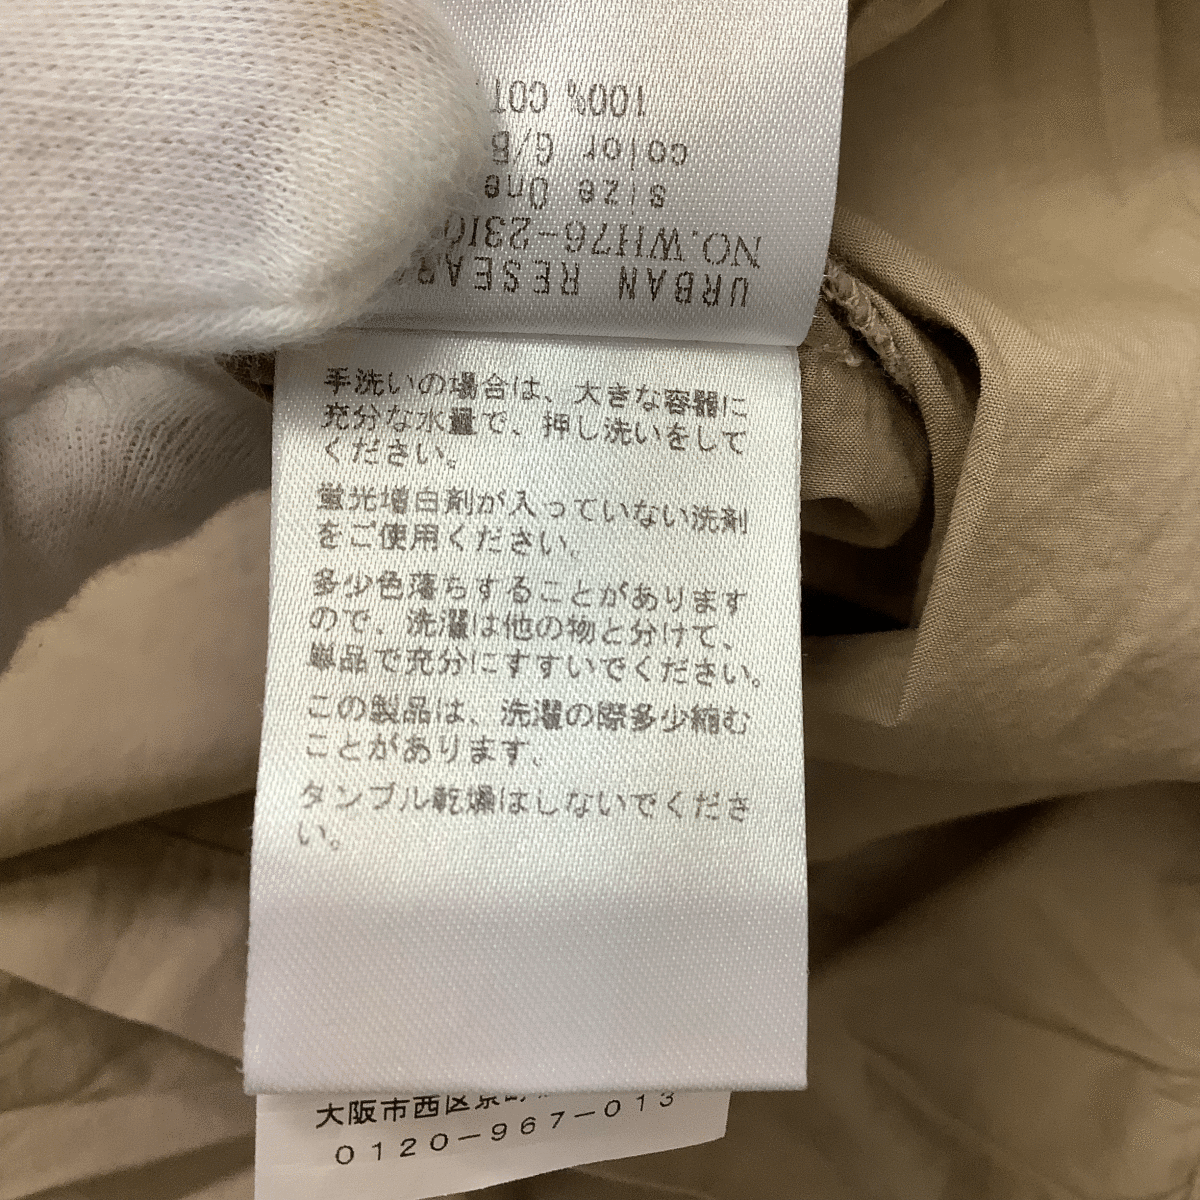 100% COT
color G/B
size One
NO.WH76-231
URBAN RESEAR
手洗いの場合は、大きな容器に
充分な水量で、押し洗いをして
ください。
蛍光増白剤が入っていない洗剤
をご使用ください。
多少色落ちすることがあります
ので、洗濯は他の物と分けて、
単品で充分にすすいでください。
この製品は、洗濯の際多少縮む
ことがあります、
タンブル乾燥はしないでくださ
い。
大阪市西区京町
0120-967-013